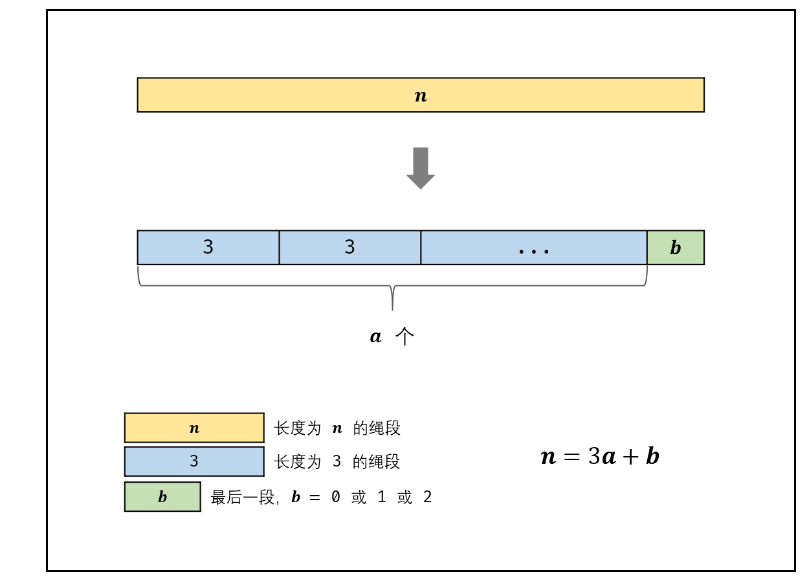 n
3 3 ... b
a 个
n 长度为 n 的绳段
3 长度为 3 的绳段
n = 3a + b
b 最后一段，b = 0 或 1 或 2